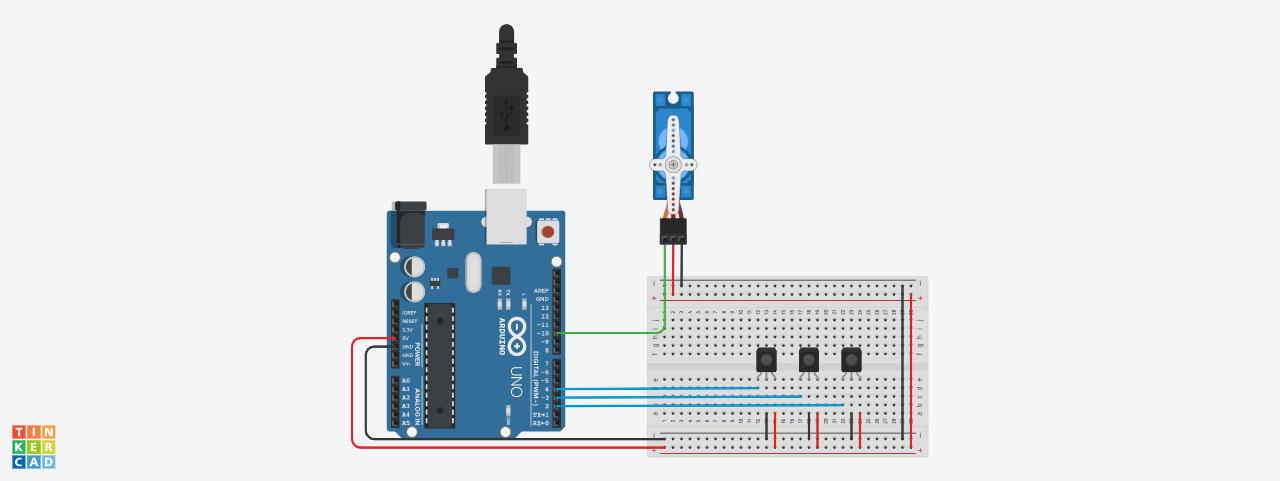 AREF
GND
13
12
~11
~10
~9
8
7
~6
~5
4
~3
2
TX→1
RX←0
DIGITAL (PWM~)
RX
TX
L
ON
ARDUINO
UNO
IOREF
RESET
3.3V
5V
GND
GND
Vin
POWER
A0
A1
A2
A3
A4
A5
ANALOG IN
TIN
KER
CAD